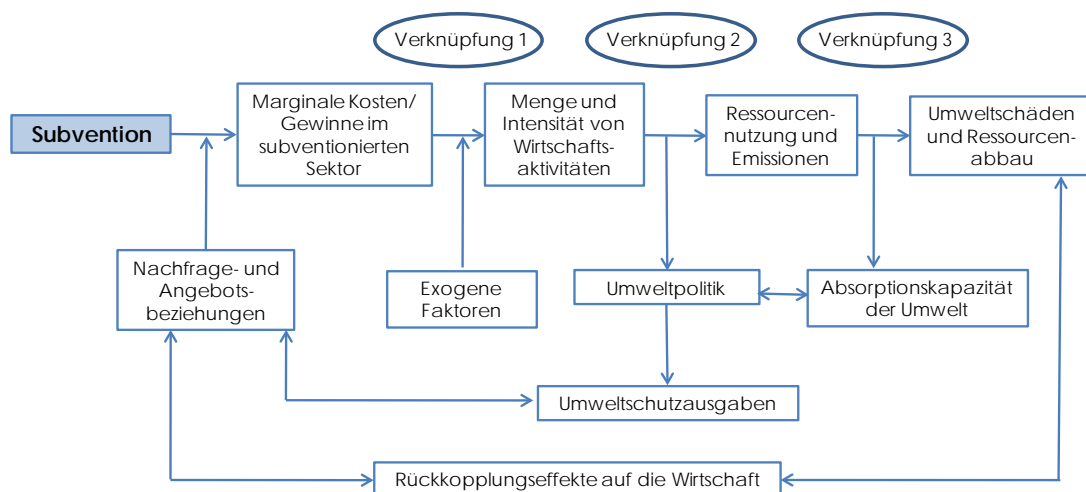 Verknüpfung 1
Verknüpfung 2
Verknüpfung 3
Subvention
Marginale Kosten/
Gewinne im
subventionierten
Sektor
Menge und
Intensität von
Wirtschafts-
aktivitäten
Ressourcen-
nutzung und
Emissionen
Umweltschäden
und Ressourcen-
abbau
Nachfrage- und
Angebots-
beziehungen
Exogene
Faktoren
Umweltpolitik
Absorptionskapazität
der Umwelt
Umweltschutzausgaben
Rückkopplungseffekte auf die Wirtschaft